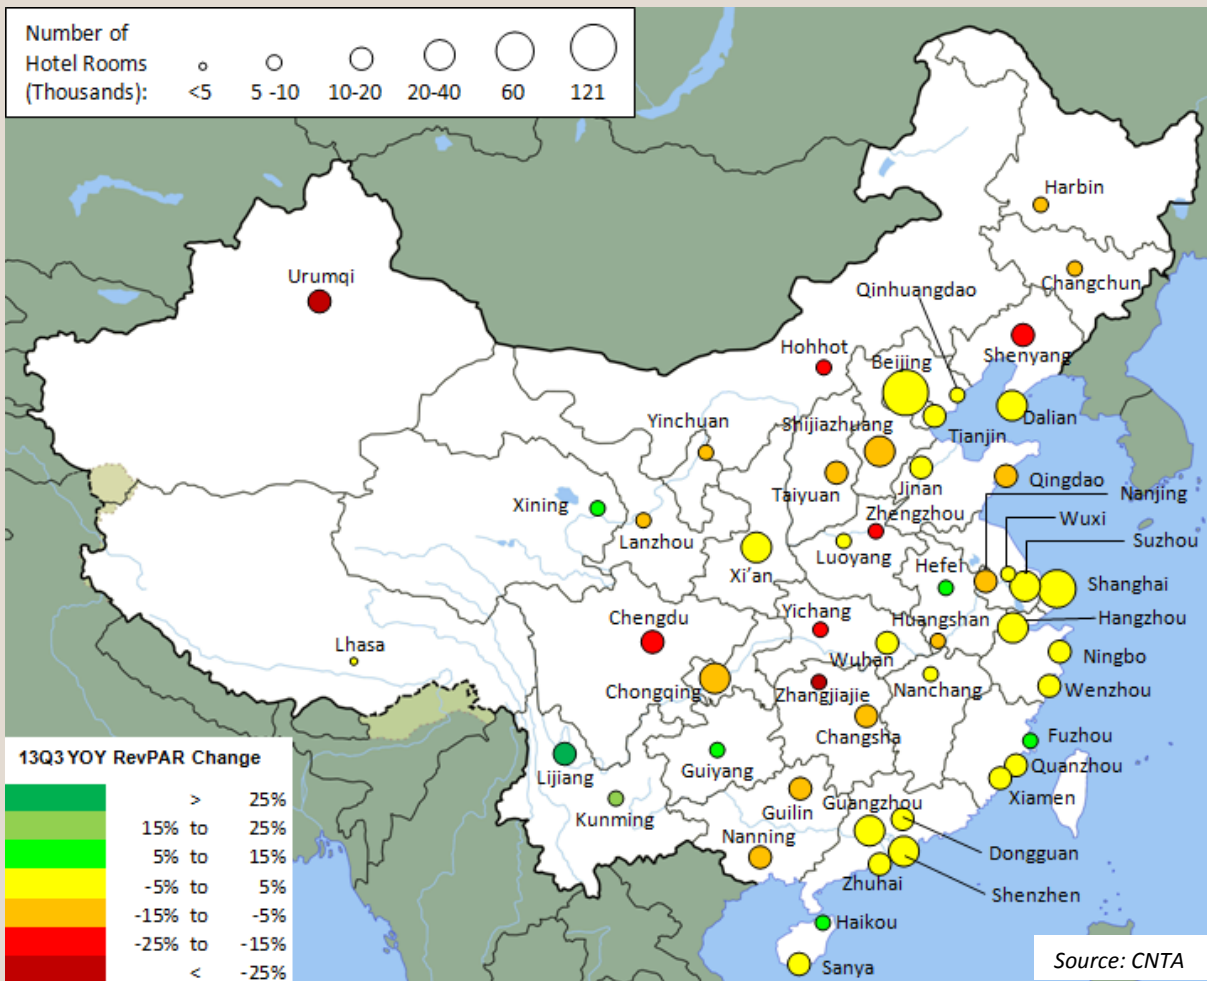 Number of
Hotel Rooms
(Thousands):
<5
5 -10
10-20
20-40
60
121
Harbin
Urumqi
Changchun
Qinhuangdao
Hohhot
Shenyang
Beijing
Dalian
Yinchuan
Shijiazhuang
Tianjin
Taiyuan
Jinan
Qingdao
Nanjing
Xining
Zhengzhou
Wuxi
Lanzhou
Luoyang
Suzhou
Xi'an
Hefei
Shanghai
Chengdu
Yichang
Huangshan
Hangzhou
Lhasa
Wuhan
Ningbo
Chongqing
Zhangjiajie
Nanchang
Wenzhou
Changsha
Fuzhou
Lijiang
Guiyang
Quanzhou
Kunming
Guilin
Guangzhou
Xiamen
Nanning
Dongguan
Zhuhai
Shenzhen
Haikou
Sanya
13Q3 YOY RevPAR Change
> 25%
15% to 25%
5% to 15%
-5% to 5%
-15% to -5%
-25% to -15%
< -25%
Source: CNTA